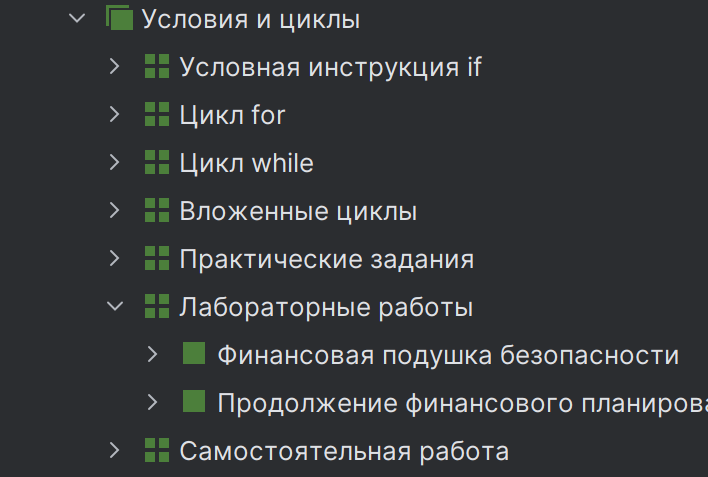 Условия и циклы
Условная инструкция if
Цикл for
Цикл while
Вложенные циклы
Практические задания
Лабораторные работы
Финансовая подушка безопасности
Продолжение финансового планирова
Самостоятельная работа